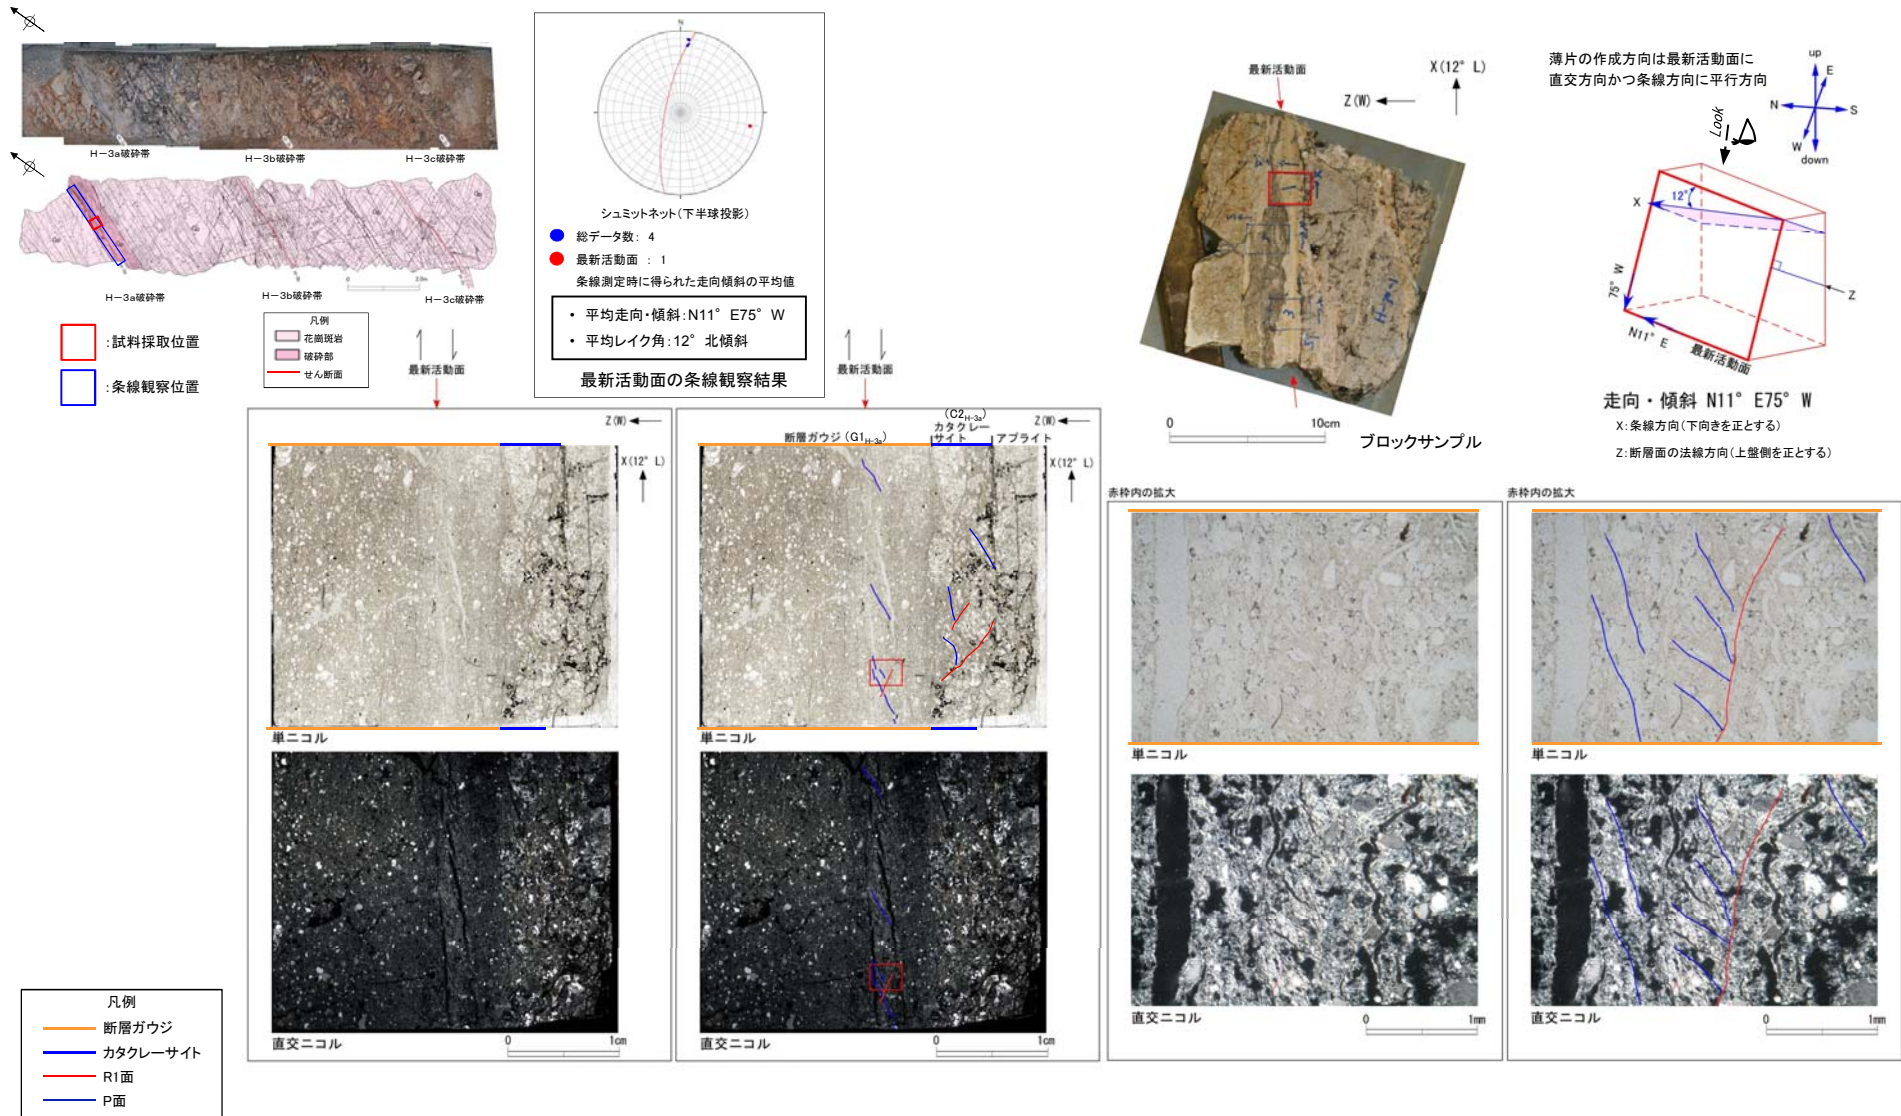 H－3a破砕帯
H－3b破砕帯
H－3c破砕帯
H－3a破砕帯
H－3b破砕帯
H－3c破砕帯
0
2.0m
:試料採取位置
:条線観察位置
凡例
花崗斑岩
破砕部
せん断面
N
シュミットネット(下半球投影)
総データ数: 4
最新活動面 : 1
条線測定時に得られた走向傾斜の平均値
・ 平均走向・傾斜:N11° E75° W
・ 平均レイク角:12° 北傾斜
最新活動面の条線観察結果
最新活動面
Z(W)
X(12° L)
0
10cm
ブロックサンプル
薄片の作成方向は最新活動面に
直交方向かつ条線方向に平行方向
up
E
N
S
W
down
Look
X
12°
75° W
Z
N11° E
最新活動面
走向・傾斜 N11° E75° W
X:条線方向(下向きを正とする)
Z:断層面の法線方向(上盤側を正とする)
最新活動面
Z(W)
X(12° L)
単ニコル
直交ニコル
0
1cm
最新活動面
Z(W)
断層ガウジ(G1H-3a)
(C2H-3a)
カタクレー
サイト
アプライト
X(12° L)
単ニコル
直交ニコル
0
1cm
赤枠内の拡大
単ニコル
直交ニコル
0
1mm
赤枠内の拡大
単ニコル
直交ニコル
0
1mm
凡例
断層ガウジ
カタクレーサイト
R1面
P面